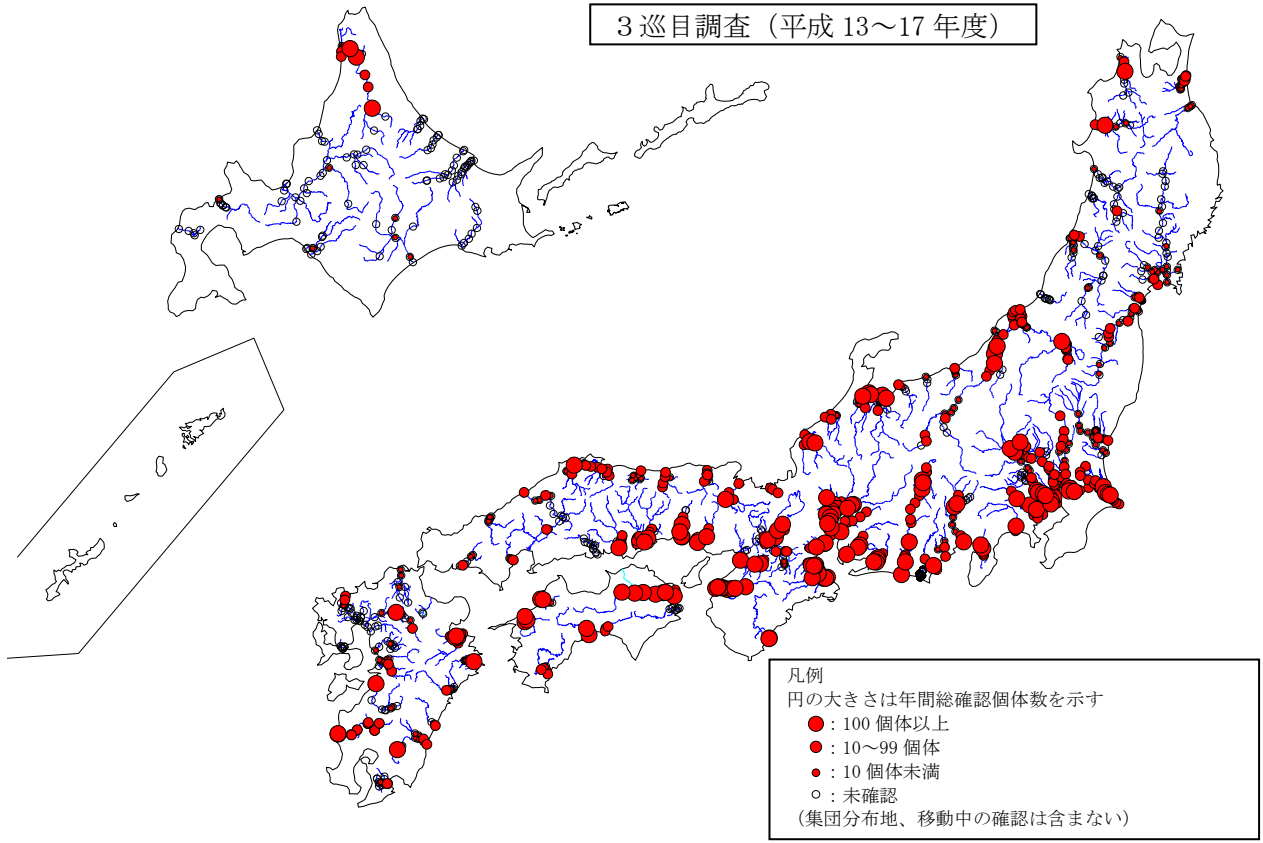 ３巡目調査（平成 13～17 年度）
凡例
円の大きさは年間総確認個体数を示す
：100 個体以上
：10～99 個体
：10 個体未満
：未確認
（集団分布地、移動中の確認は含まない）